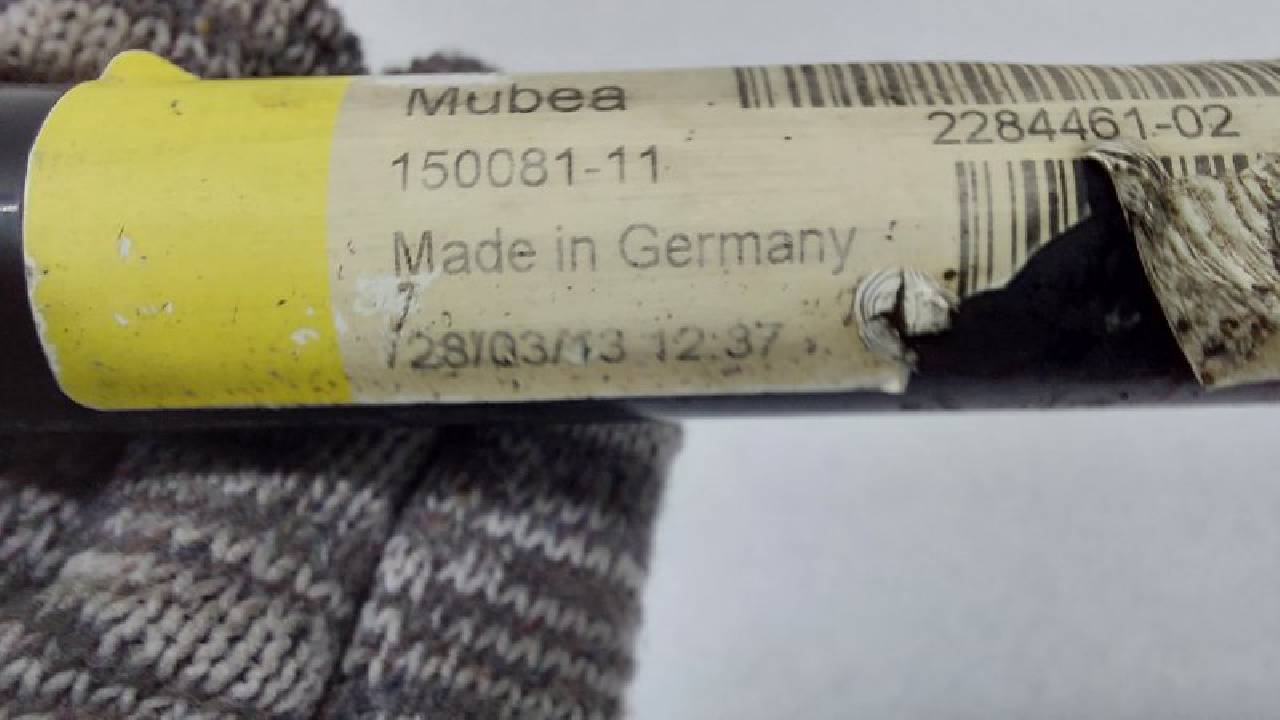 Mubea
2284461-02
150081-11
Made in Germany
28/03/13 12:37